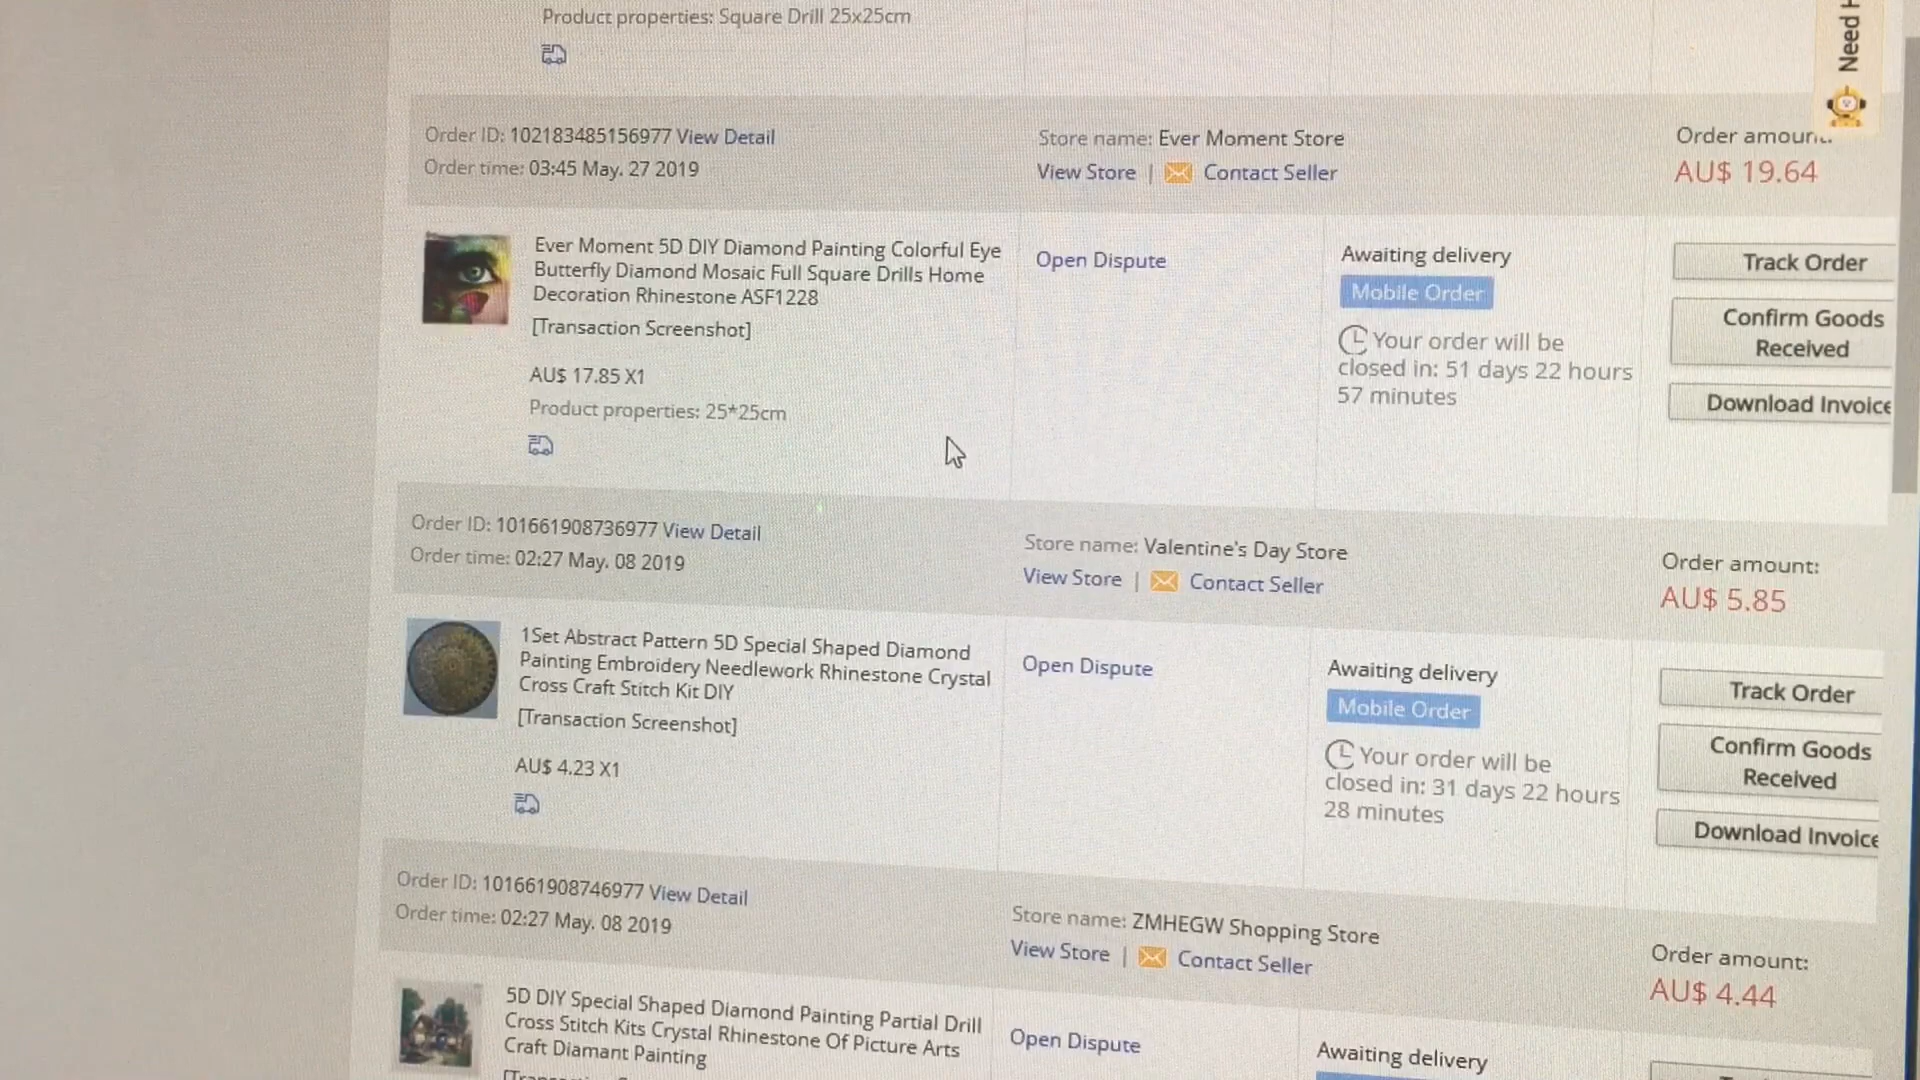 Product properties: Square Drill 25x25cm
Need
Order ID: 102183485156977 View Detail
Order time: 03:45 May. 27 2019
Store name: Ever Moment Store
View Store | Contact Seller
Order amount:
AU$ 19.64
Ever Moment 5D DIY Diamond Painting Colorful Eye
Butterfly Diamond Mosaic Full Square Drills Home
Decoration Rhinestone ASF1228
[Transaction Screenshot]
AU$ 17.85 X1
Product properties: 25*25cm
Open Dispute
Awaiting delivery
Mobile Order
Your order will be
closed in: 51 days 22 hours
57 minutes
Track Order
Confirm Goods
Received
Download Invoice
Order ID: 101661908736977 View Detail
Order time: 02:27 May. 08 2019
Store name: Valentine's Day Store
View Store | Contact Seller
Order amount:
AU$ 5.85
1Set Abstract Pattern 5D Special Shaped Diamond
Painting Embroidery Needlework Rhinestone Crystal
Cross Craft Stitch Kit DIY
[Transaction Screenshot]
AU$ 4.23 X1
Open Dispute
Awaiting delivery
Mobile Order
Your order will be
closed in: 31 days 22 hours
28 minutes
Track Order
Confirm Goods
Received
Download Invoice
Order ID: 101661908746977 View Detail
Order time: 02:27 May. 08 2019
Store name: ZMHEGW Shopping Store
View Store | Contact Seller
Order amount:
AU$ 4.44
5D DIY Special Shaped Diamond Painting Partial Drill
Cross Stitch Kits Crystal Rhinestone Of Picture Arts
Craft Diamant Painting
Open Dispute
Awaiting delivery